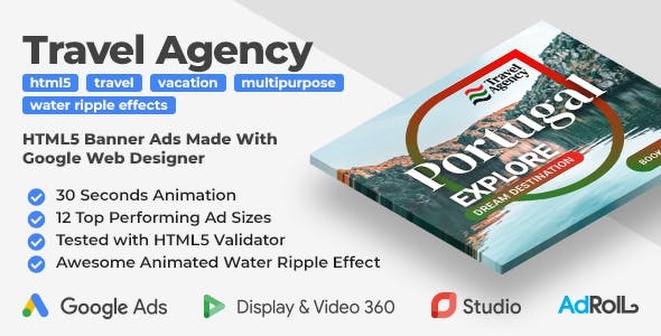 Travel Agency
html5 travel vacation multipurpose
water ripple effects
HTML5 Banner Ads Made With
Google Web Designer
30 Seconds Animation
12 Top Performing Ad Sizes
Tested with HTML5 Validator
Awesome Animated Water Ripple Effect
Travel
Agency
Portugal
EXPLORE
DREAM DESTINATION
BOOK
Google Ads
Display & Video 360
Studio
AdRoll